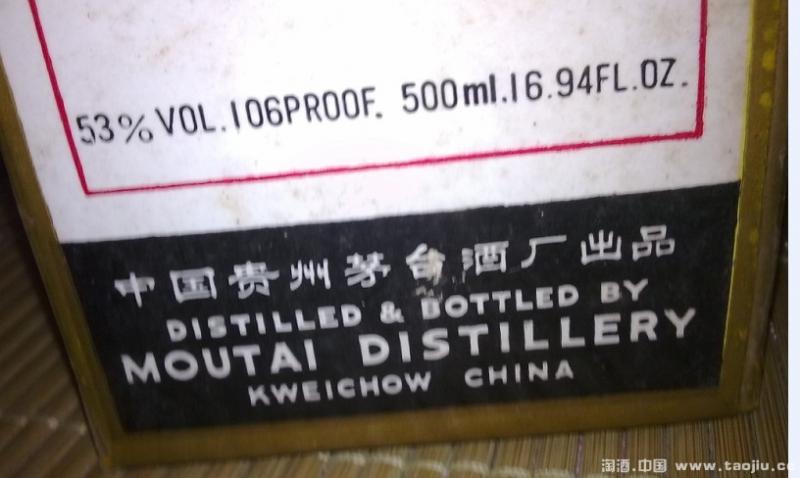 53% VOL. 106PROOF. 500ml.16.94FL.OZ.
中国贵州茅台酒厂出品
DISTILLED & BOTTLED BY
MOUTAI DISTILLERY
KWEICHOW CHINA
淘酒.中国 www.taojiu.cc